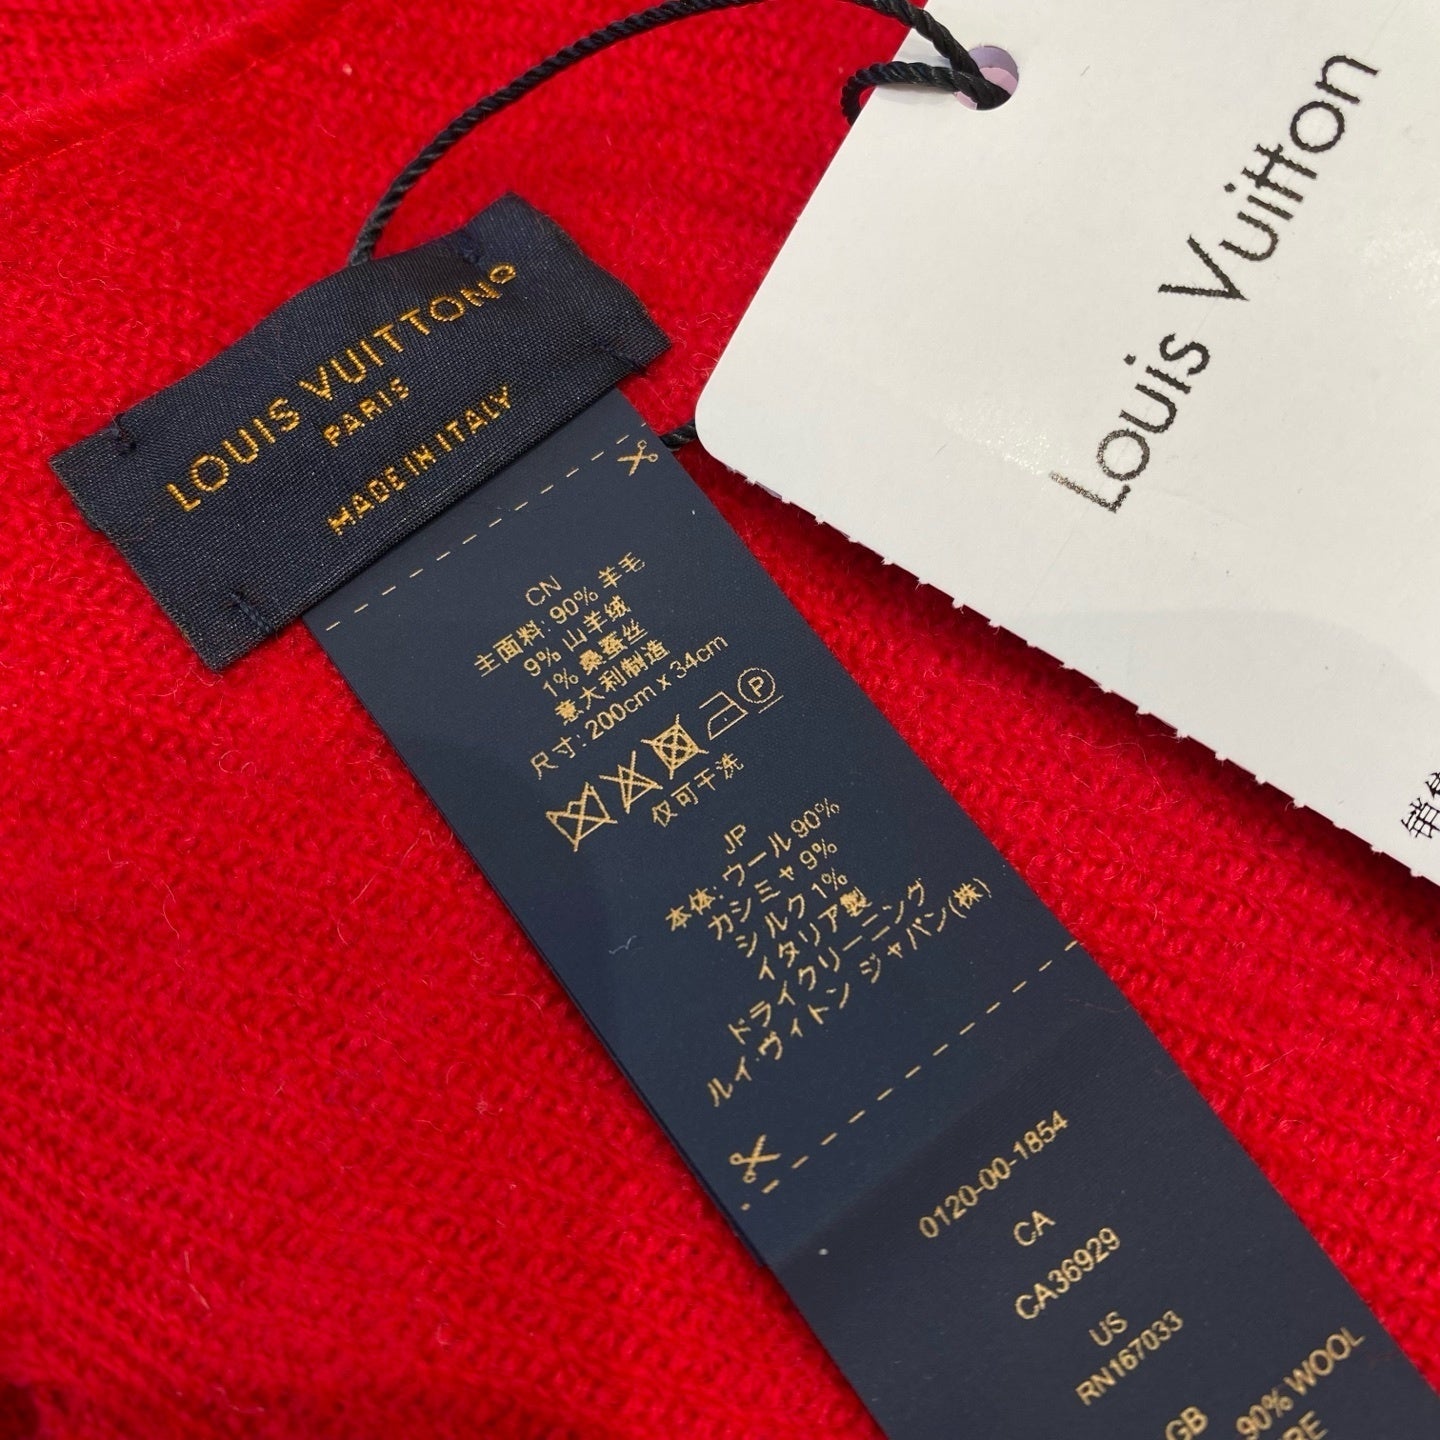 Louis Vuitton
LOUIS VUITTON®
PARIS
MADE IN ITALY
CN
主面料: 90% 羊毛
9% 山羊绒
1% 桑蚕丝
意大利制造
尺寸: 200cm x 34cm
P
仅可干洗
JP
本体: ウール 90%
カシミヤ 9%
シルク 1%
イタリア製
ドライクリーニング
ルイ・ヴィトン ジャパン(株)
0120-00-1854
CA
CA36929
US
RN167033
GB
90% WOOL